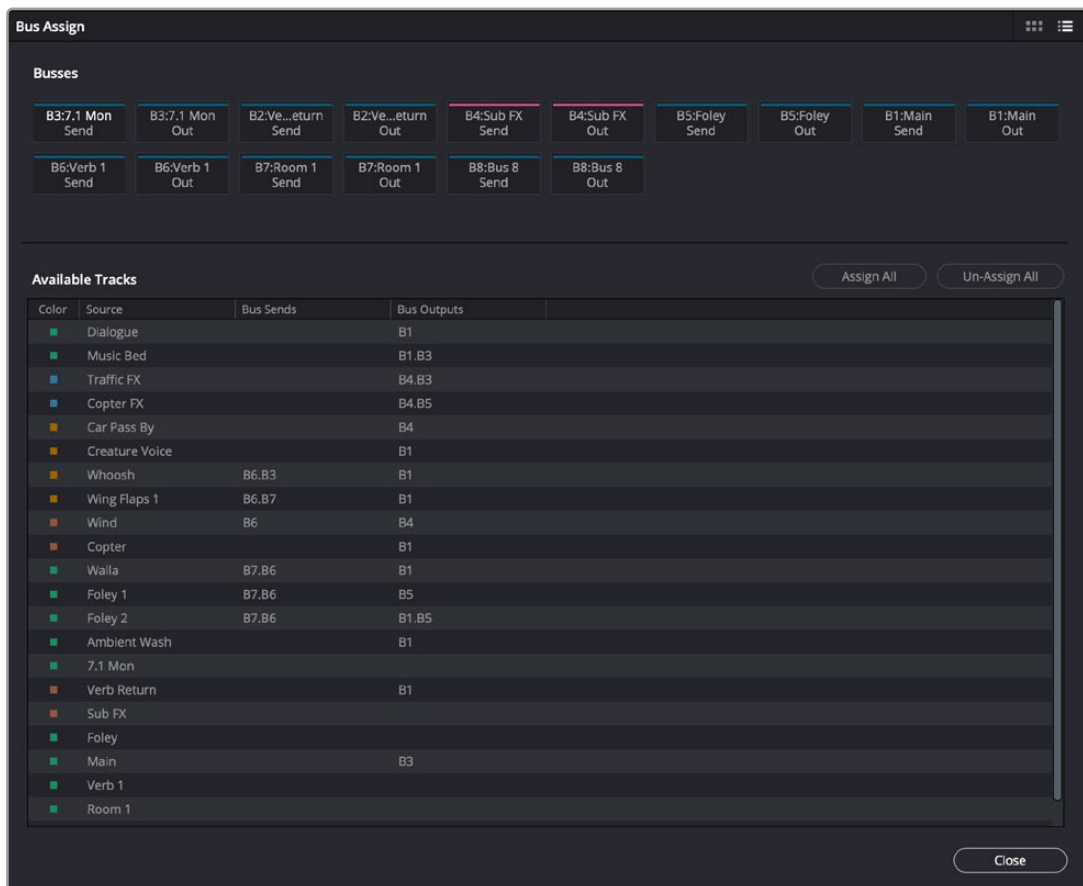 Bus Assign
Busses
B3:7.1 Mon Send
B3:7.1 Mon Out
B2:Ve...eturn Send
B2:Ve...eturn Out
B4:Sub FX Send
B4:Sub FX Out
B5:Foley Send
B5:Foley Out
B1:Main Send
B1:Main Out
B6:Verb 1 Send
B6:Verb 1 Out
B7:Room 1 Send
B7:Room 1 Out
B8:Bus 8 Send
B8:Bus 8 Out
Available Tracks
Assign All
Un-Assign All
Color Source Bus Sends Bus Outputs
Dialogue B1
Music Bed B1.B3
Traffic FX B4.B3
Copter FX B4.B5
Car Pass By B4
Creature Voice B1
Whoosh B6.B3 B1
Wing Flaps 1 B6.B7 B1
Wind B6 B4
Copter B1
Walla B7.B6 B1
Foley 1 B7.B6 B5
Foley 2 B7.B6 B1.B5
Ambient Wash B1
7.1 Mon
Verb Return B1
Sub FX
Foley
Main B3
Verb 1
Room 1
Close